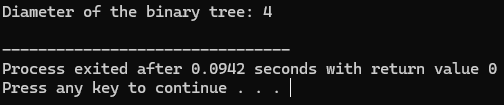 Diameter of the binary tree: 4
--------------------------------
Process exited after 0.0942 seconds with return value 0
Press any key to continue . . .